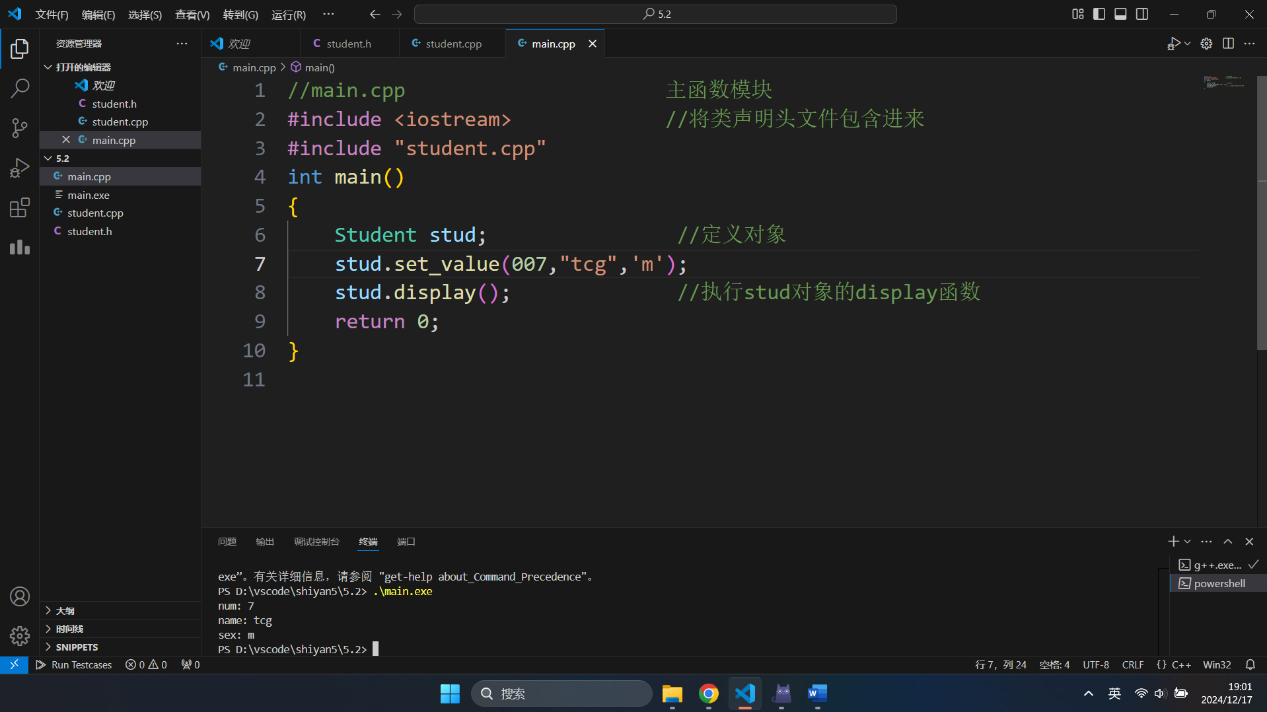 文件(F) 编辑(E) 选择(S) 查看(V) 转到(G) 运行(R) ··· 5.2
资源管理器 ···
打开的编辑器
欢迎
student.h
student.cpp
main.cpp
5.2
main.cpp
main.exe
student.cpp
student.h
大纲
时间线
SNIPPETS
欢迎 student.h student.cpp main.cpp
main.cpp > main()
1 //main.cpp 主函数模块
2 #include <iostream> //将类声明头文件包含进来
3 #include "student.cpp"
4 int main()
5 {
6 Student stud; //定义对象
7 stud.set_value(007,"tcg",'m');
8 stud.display(); //执行stud对象的display函数
9 return 0;
10 }
11
问题 输出 调试控制台 终端 端口
exe”。有关详细信息，请参阅 "get-help about_Command_Precedence"。
PS D:\vscode\shiyan5\5.2> .\main.exe
num: 7
name: tcg
sex: m
PS D:\vscode\shiyan5\5.2>
g++.exe...
powershell
Run Testcases 0 0 0 行 7，列 24 空格: 4 UTF-8 CRLF {} C++ Win32
搜索 英 19:01
2024/12/17